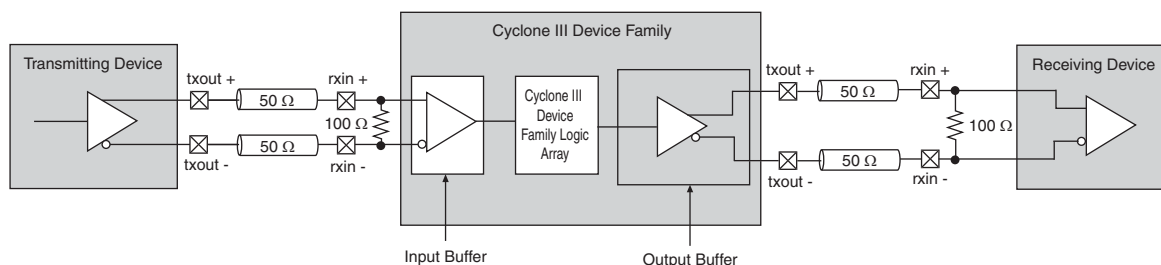 Cyclone III Device Family
Transmitting Device
txout +
rxin +
50 Ω
100 Ω
50 Ω
txout -
rxin -
Cyclone III
Device
Family Logic
Array
txout +
rxin +
50 Ω
100 Ω
50 Ω
txout -
rxin -
Receiving Device
Input Buffer
Output Buffer